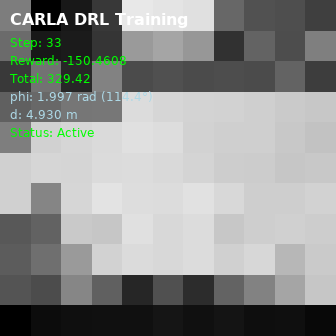 CARLA DRL Training
Step: 33
Reward: -150.4608
Total: 329.42
phi: 1.997 rad (114.4°)
d: 4.930 m
Status: Active